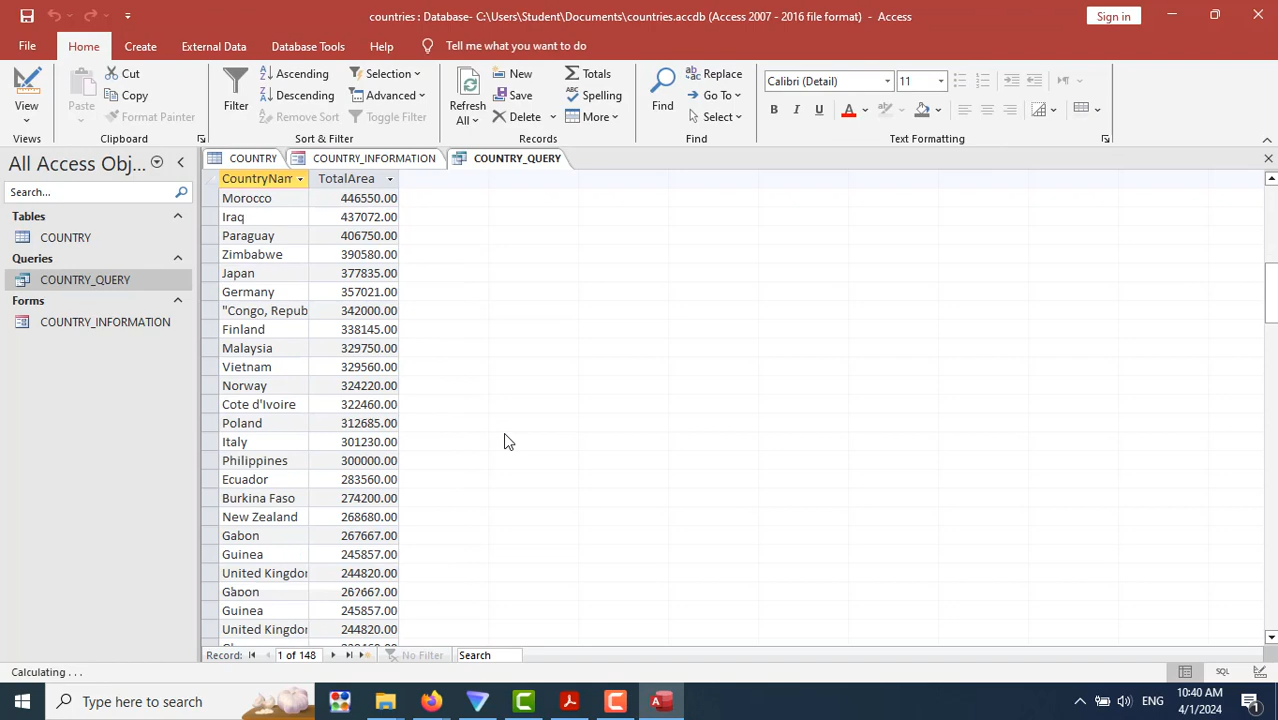 countries : Database- C:\Users\Student\Documents\countries.accdb (Access 2007 - 2016 file format) - Access
Sign in
File Home Create External Data Database Tools Help Tell me what you want to do
View
Views
Paste
Cut
Copy
Format Painter
Clipboard
Filter
Ascending
Descending
Remove Sort
Selection
Advanced
Toggle Filter
Sort & Filter
Refresh
All
New
Save
Delete
Totals
Spelling
More
Records
Find
Replace
Go To
Select
Find
Calibri (Detail) 11
B I U A
Text Formatting
All Access Obj...
Search...
Tables
COUNTRY
Queries
COUNTRY_QUERY
Forms
COUNTRY_INFORMATION
COUNTRY COUNTRY_INFORMATION COUNTRY_QUERY
CountryNam TotalArea
Morocco 446550.00
Iraq 437072.00
Paraguay 406750.00
Zimbabwe 390580.00
Japan 377835.00
Germany 357021.00
"Congo, Repub 342000.00
Finland 338145.00
Malaysia 329750.00
Vietnam 329560.00
Norway 324220.00
Cote d'Ivoire 322460.00
Poland 312685.00
Italy 301230.00
Philippines 300000.00
Ecuador 283560.00
Burkina Faso 274200.00
New Zealand 268680.00
Gabon 267667.00
Guinea 245857.00
United Kingdor 244820.00
Gabon 267667.00
Guinea 245857.00
United Kingdor 244820.00
Record: 1 of 148 No Filter Search
Calculating . . .
SQL
Type here to search
ENG
10:40 AM
4/1/2024
1